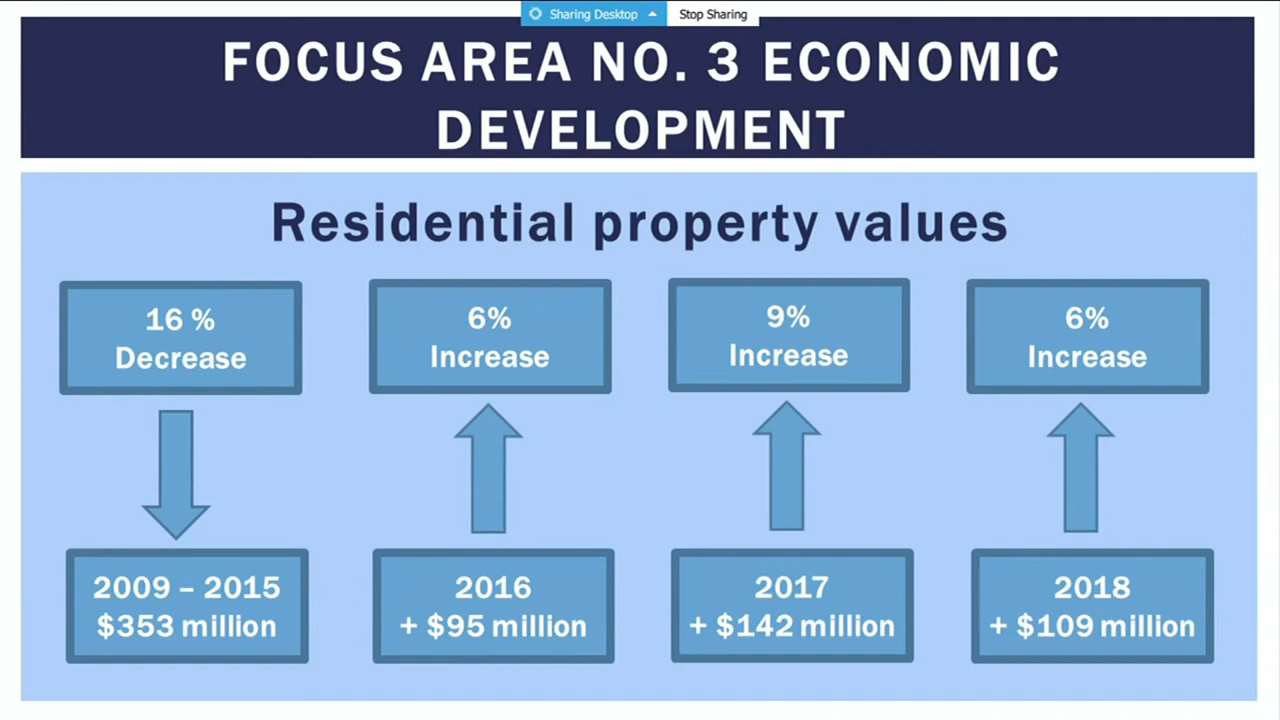 Sharing Desktop Stop Sharing
FOCUS AREA NO. 3 ECONOMIC
DEVELOPMENT
Residential property values
16 %
Decrease
6%
Increase
9%
Increase
6%
Increase
2009 – 2015
$353 million
2016
+ $95 million
2017
+ $142 million
2018
+ $109 million